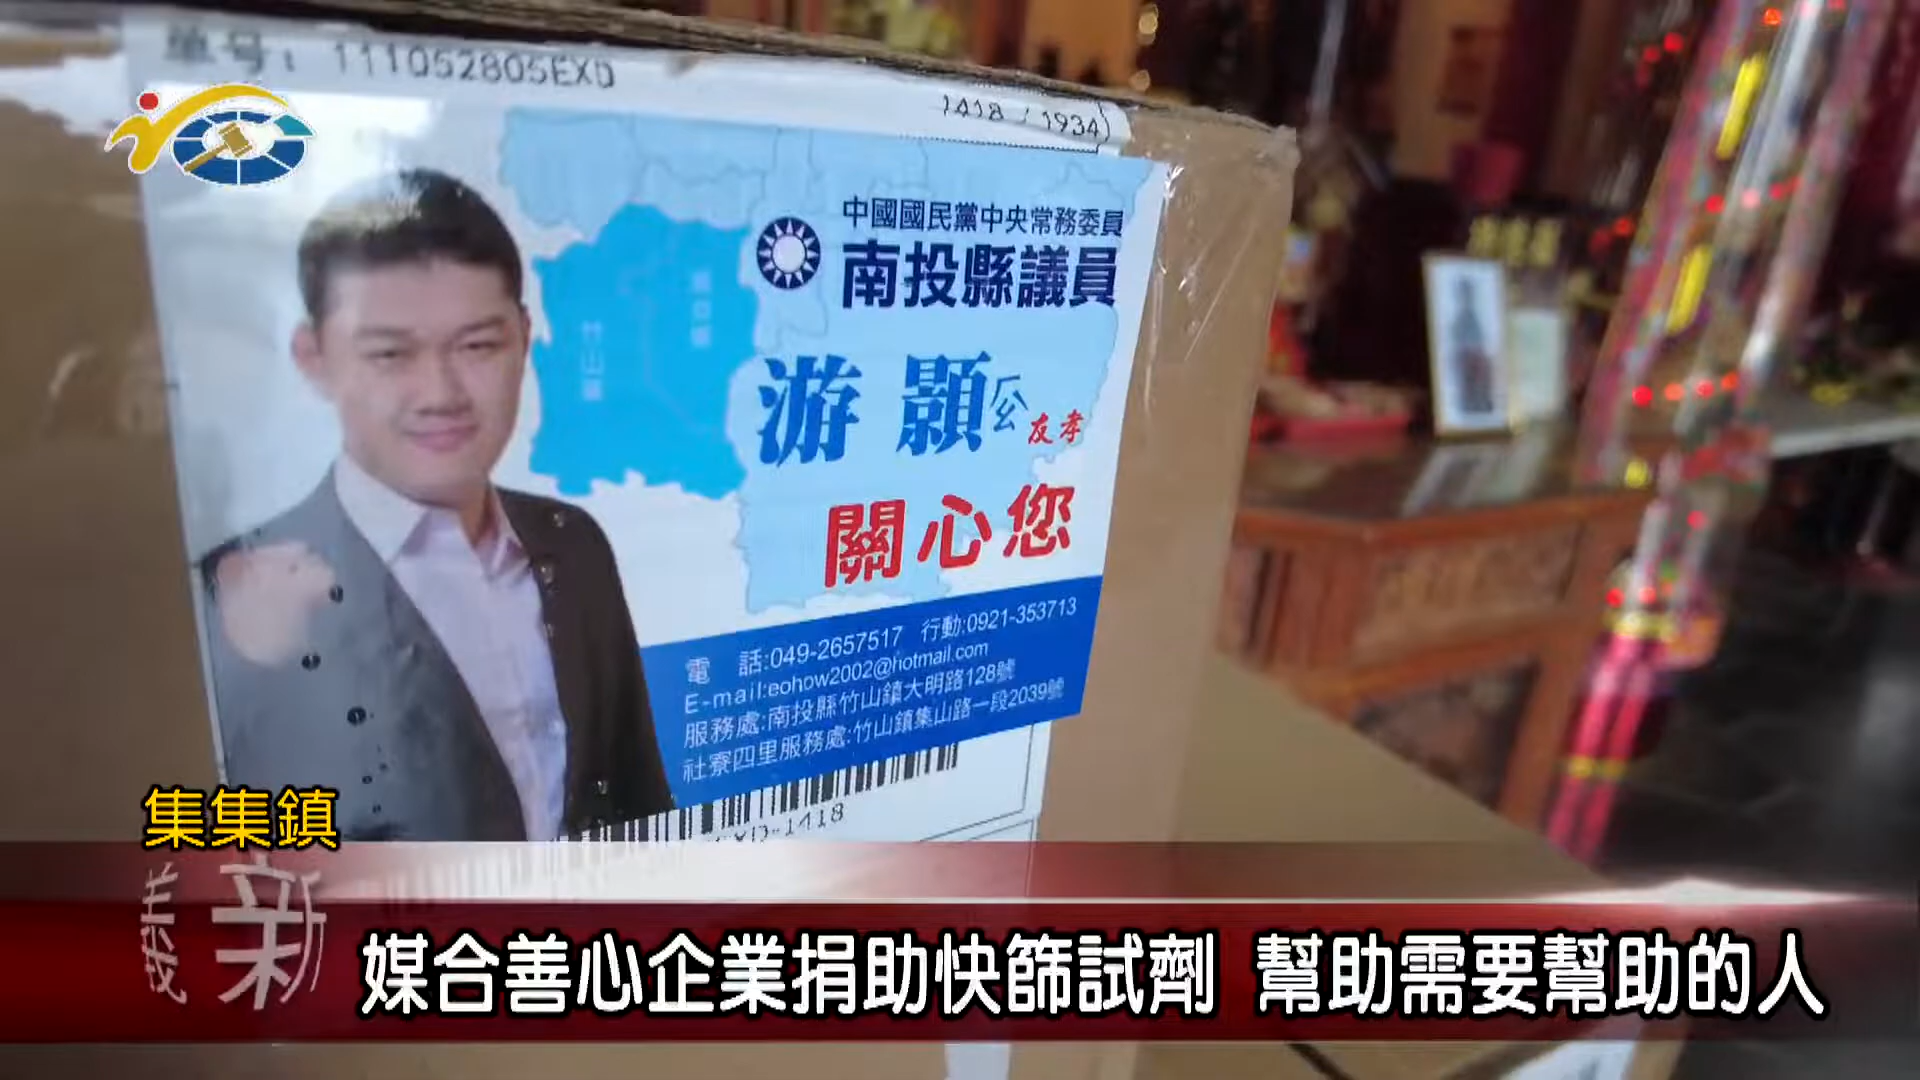 单号: 111052805EXD
1418 / 1934)
中國國民黨中央常務委員
南投縣議員
游 顥
公
友孝
關心您
竹山鎮
電 話:049-2657517 行動:0921-353713
E-mail:eohow2002@hotmail.com
服務處:南投縣竹山鎮大明路128號
社寮四里服務處:竹山鎮集山路一段2039號
集集鎮
媒合善心企業捐助快篩試劑 幫助需要幫助的人